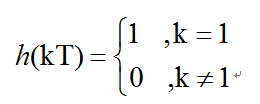 h(kT) = { 1 ,k = 1
0 ,k ≠ 1